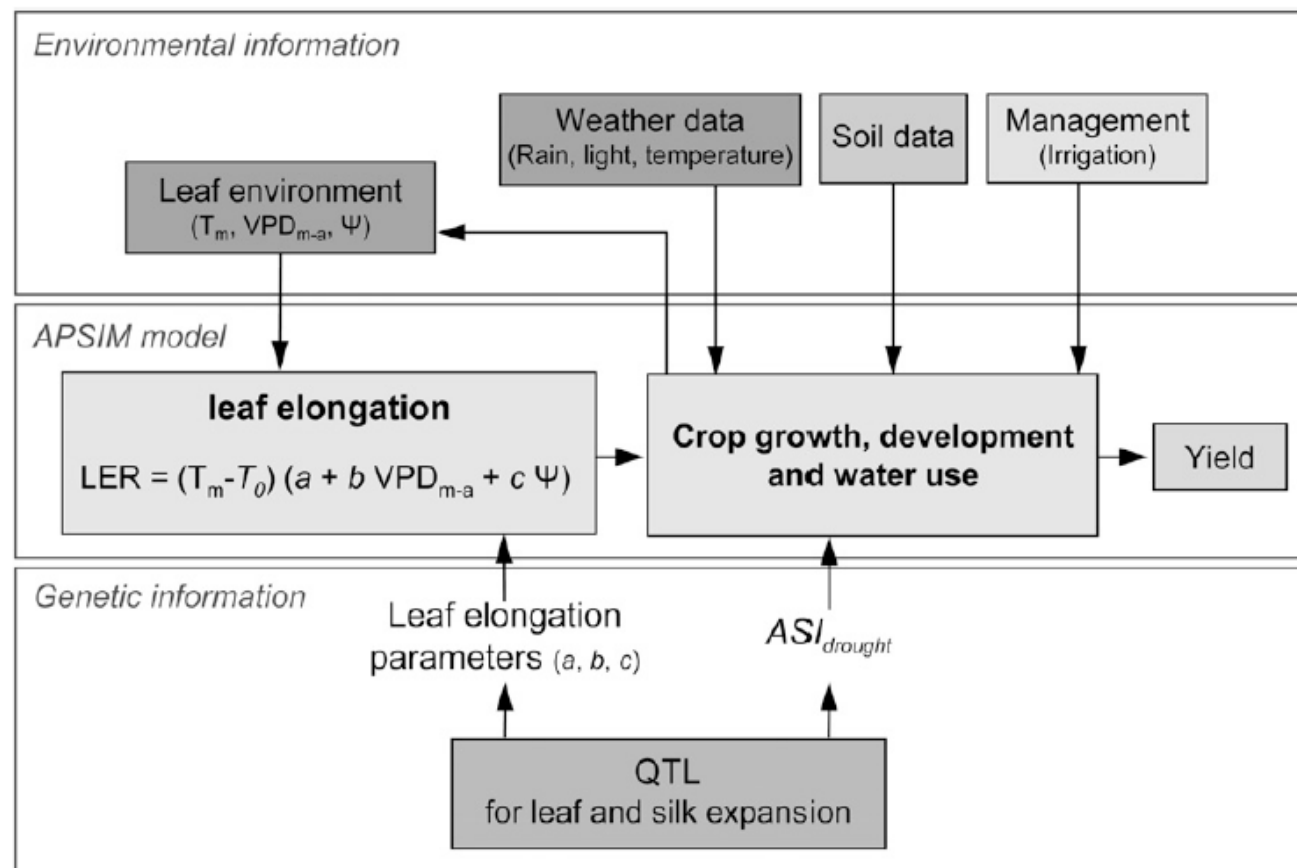 Environmental information
Weather data
(Rain, light, temperature)
Soil data
Management
(Irrigation)
Leaf environment
(Tm, VPDm-a, Ψ)
APSIM model
leaf elongation
LER = (Tm-T0) (a + b VPDm-a + c Ψ)
Crop growth, development
and water use
Yield
Genetic information
Leaf elongation
parameters (a, b, c)
ASIdrought
QTL
for leaf and silk expansion